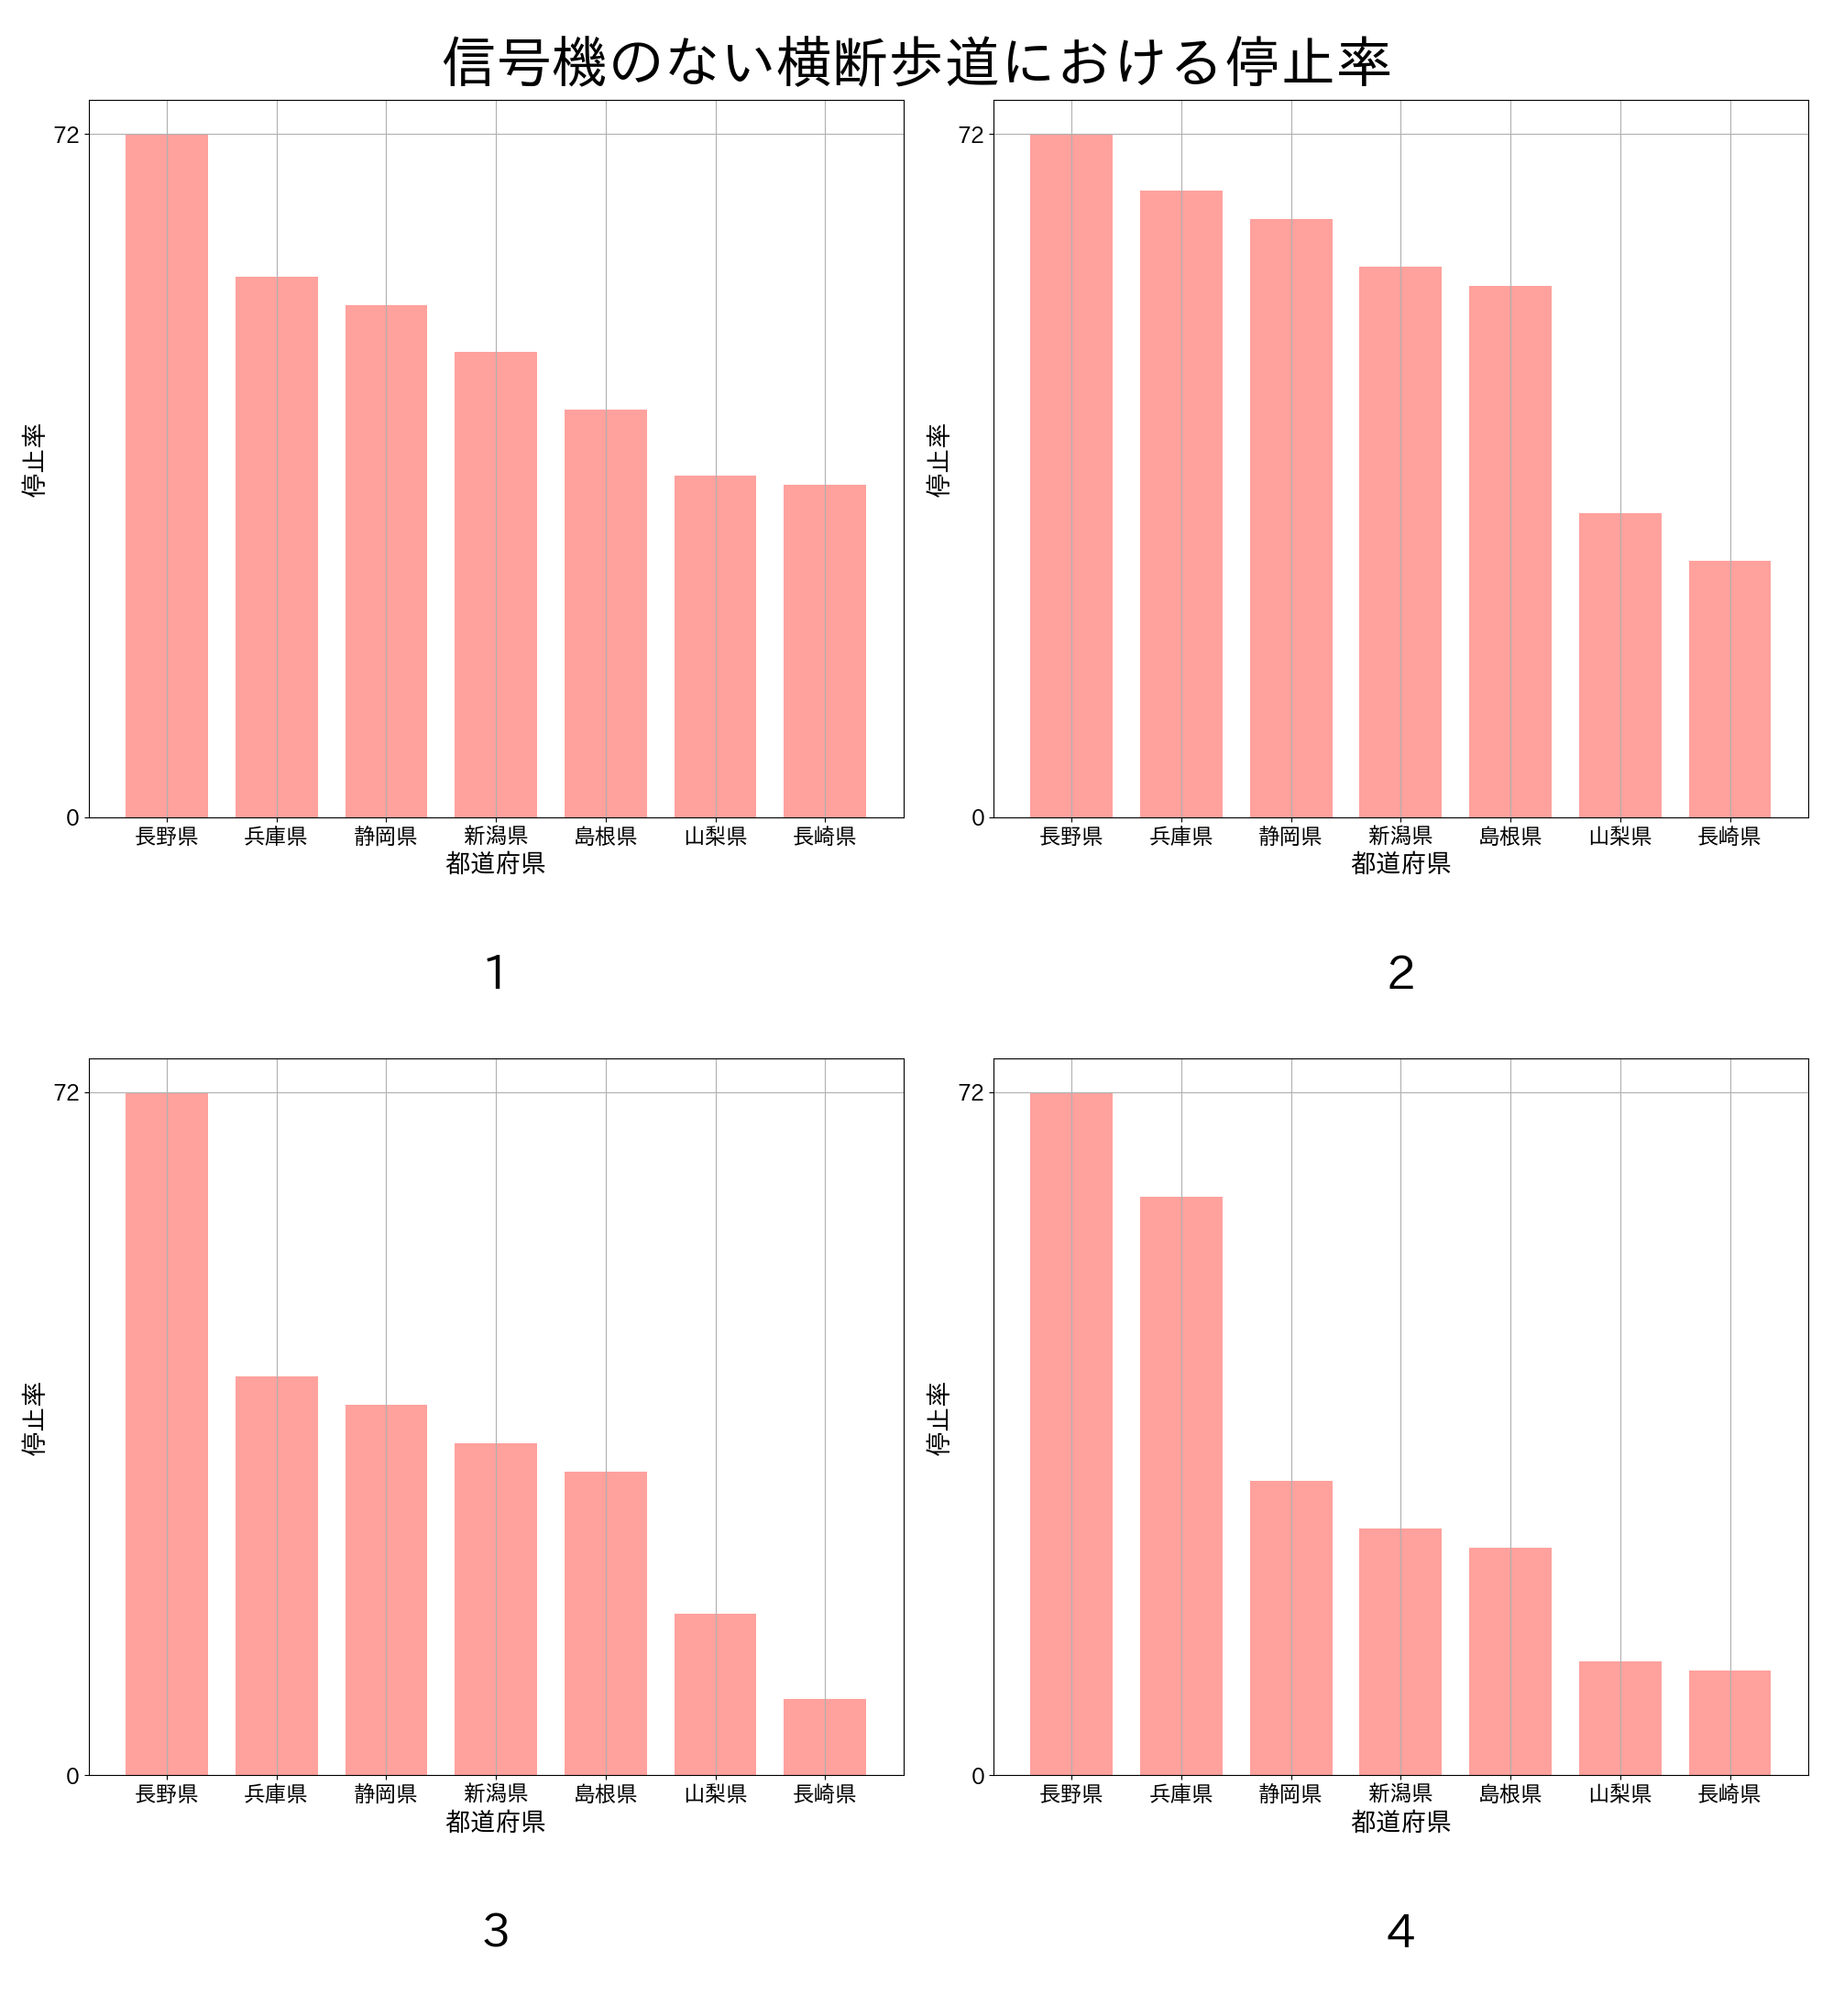 信号機のない横断歩道における停止率
72
停止率
0
長野県 兵庫県 静岡県 新潟県 島根県 山梨県 長崎県
都道府県
1
72
停止率
0
長野県 兵庫県 静岡県 新潟県 島根県 山梨県 長崎県
都道府県
2
72
停止率
0
長野県 兵庫県 静岡県 新潟県 島根県 山梨県 長崎県
都道府県
3
72
停止率
0
長野県 兵庫県 静岡県 新潟県 島根県 山梨県 長崎県
都道府県
4